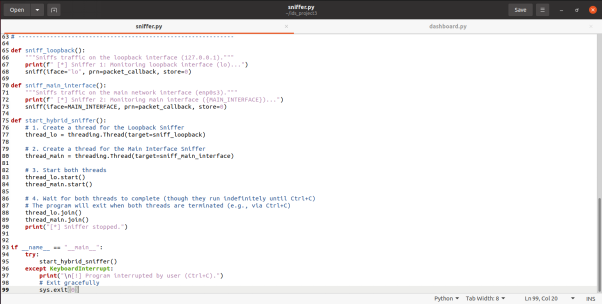 Open
sniffer.py
~/ids_project3
Save
sniffer.py
dashboard.py
63 # ------------------------------------------------------------
64
65 def sniff_loopback():
66     """Sniffs traffic on the loopback interface (127.0.0.1)."""
67     print(f" [*] Sniffer 1: Monitoring loopback interface (lo)...")
68     sniff(iface="lo", prn=packet_callback, store=0)
69
70 def sniff_main_interface():
71     """Sniffs traffic on the main network interface (enp0s3)."""
72     print(f" [*] Sniffer 2: Monitoring main interface ({MAIN_INTERFACE})...")
73     sniff(iface=MAIN_INTERFACE, prn=packet_callback, store=0)
74
75 def start_hybrid_sniffer():
76     # 1. Create a thread for the Loopback Sniffer
77     thread_lo = threading.Thread(target=sniff_loopback)
78
79     # 2. Create a thread for the Main Interface Sniffer
80     thread_main = threading.Thread(target=sniff_main_interface)
81
82     # 3. Start both threads
83     thread_lo.start()
84     thread_main.start()
85
86     # 4. Wait for both threads to complete (though they run indefinitely until Ctrl+C)
87     # The program will exit when both threads are terminated (e.g., via Ctrl+C)
88     thread_lo.join()
89     thread_main.join()
90     print("[*] Sniffer stopped.")
91
92
93 if __name__ == "__main__":
94     try:
95         start_hybrid_sniffer()
96     except KeyboardInterrupt:
97         print("\n[!] Program interrupted by user (Ctrl+C).")
98         # Exit gracefully
99         sys.exit(0)
Python
Tab Width: 8
Ln 99, Col 20
INS